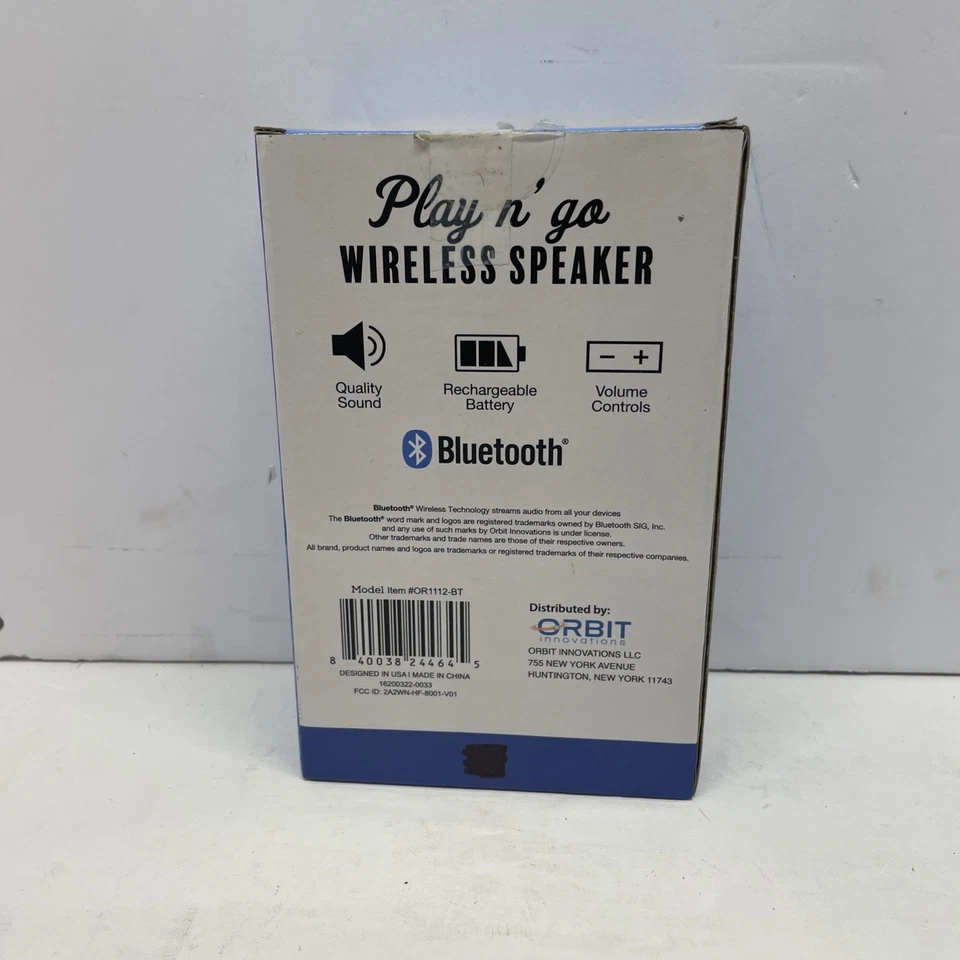 Play n' go
WIRELESS SPEAKER
Quality
Sound
Rechargeable
Battery
− +
Volume
Controls
Bluetooth®
Bluetooth® Wireless Technology streams audio from all your devices
The Bluetooth® word mark and logos are registered trademarks owned by Bluetooth SIG, Inc.
and any use of such marks by Orbit Innovations is under license.
Other trademarks and trade names are those of their respective owners.
All brand, product names and logos are trademarks or registered trademarks of their respective companies.
Model Item #OR1112-BT
8 40038 24464 5
DESIGNED IN USA I MADE IN CHINA
16200322-0033
FCC ID: 2A2WN-HF-8001-V01
Distributed by:
ORBIT
innovations
ORBIT INNOVATIONS LLC
755 NEW YORK AVENUE
HUNTINGTON, NEW YORK 11743